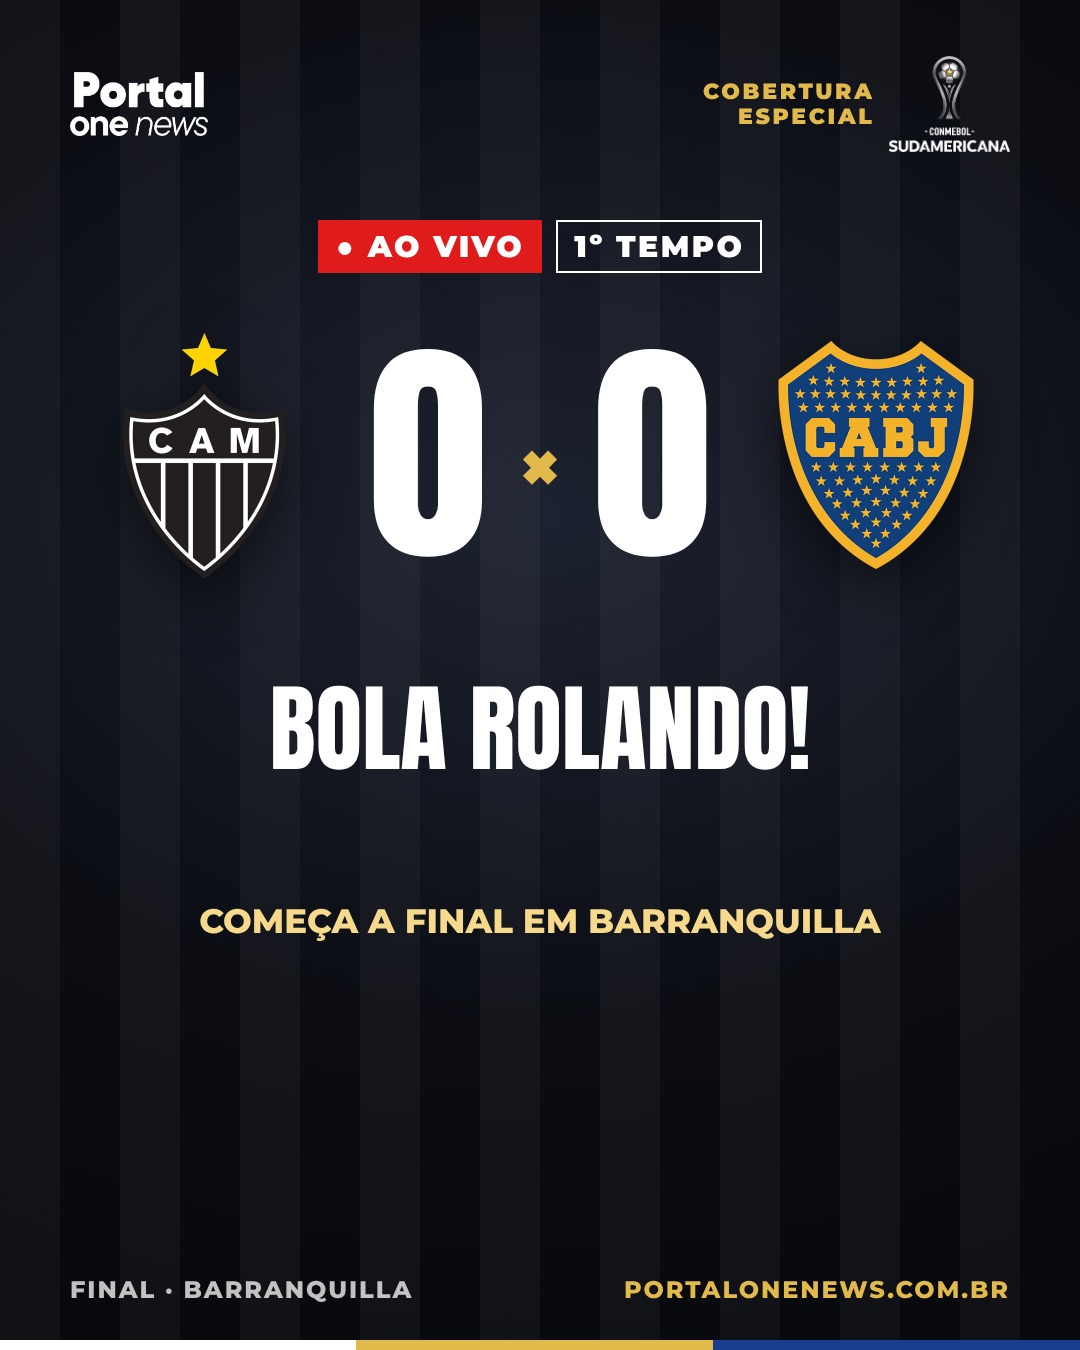 Portal
one news
COBERTURA
ESPECIAL
-CONMEBOL-
SUDAMERICANA
• AO VIVO
1º TEMPO
CAM
0 × 0
CABJ
BOLA ROLANDO!
COMEÇA A FINAL EM BARRANQUILLA
FINAL · BARRANQUILLA
PORTALONENEWS.COM.BR